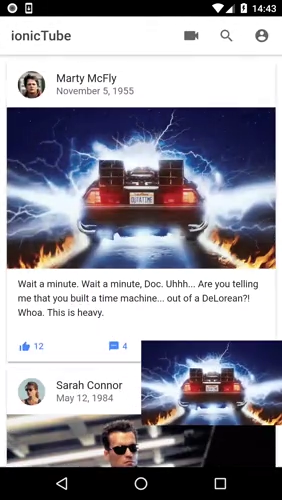 14:43
ionicTube
Marty McFly
November 5, 1955
OUTATIME
Wait a minute. Wait a minute, Doc. Uhhh... Are you telling
me that you built a time machine... out of a DeLorean?!
Whoa. This is heavy.
12
4
Sarah Connor
May 12, 1984